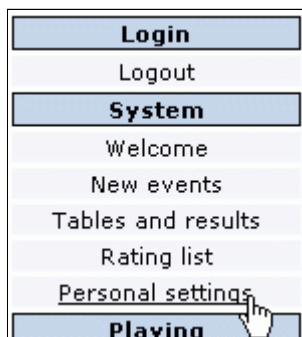 Login
Logout
System
Welcome
New events
Tables and results
Rating list
Personal settings
Playing